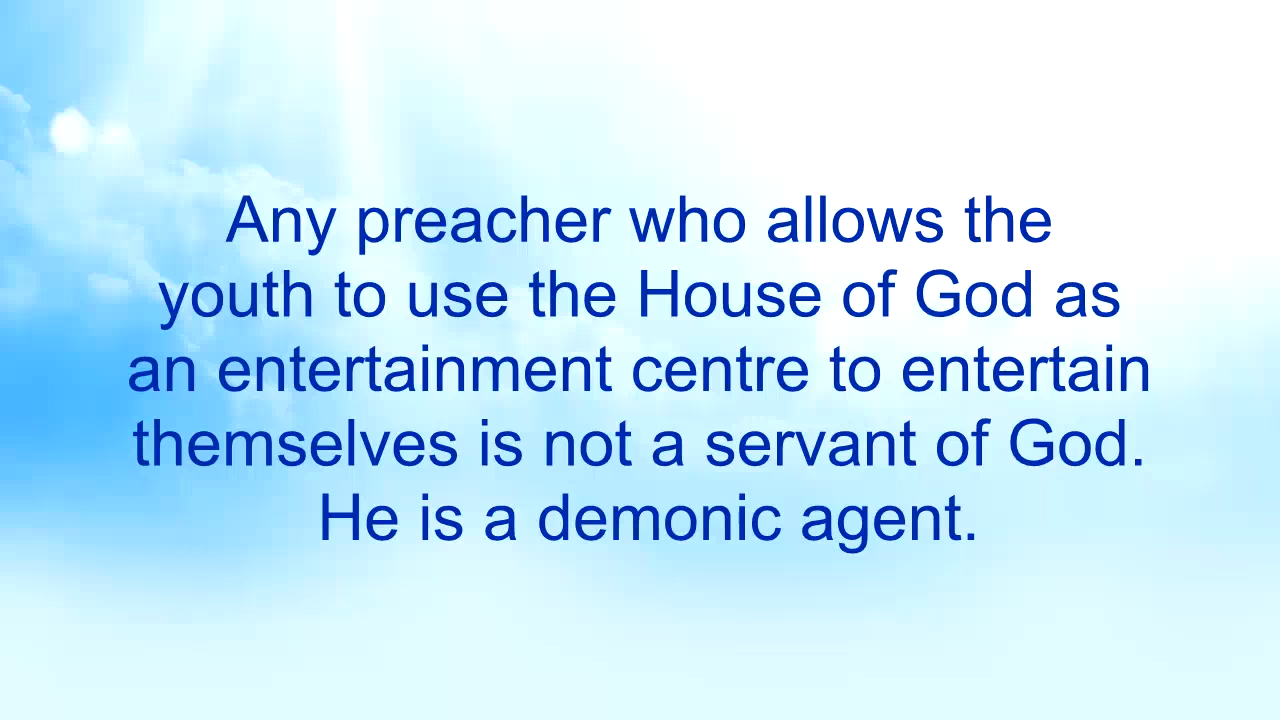 Any preacher who allows the
youth to use the House of God as
an entertainment centre to entertain
themselves is not a servant of God.
He is a demonic agent.